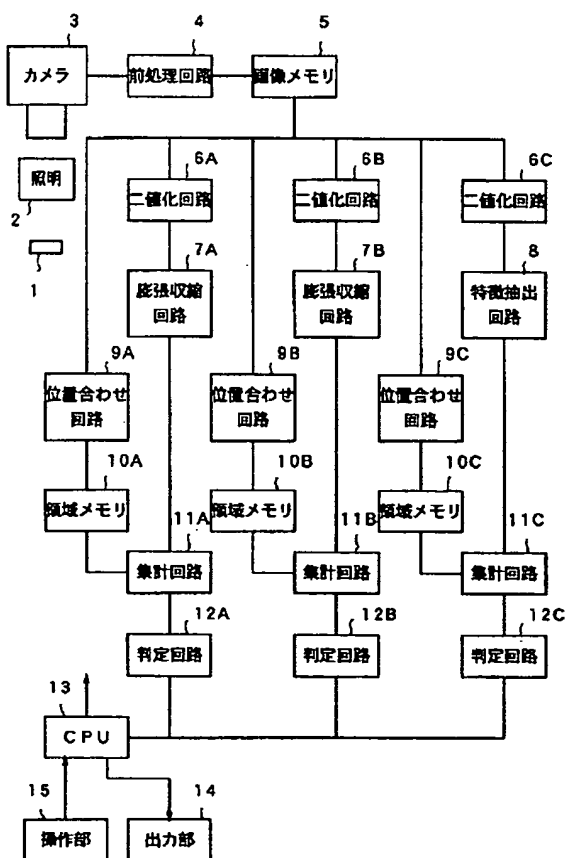 3
4
5
カメラ
前処理回路
画像メモリ
照明
2
1
6A
6B
6C
二値化回路
二値化回路
二値化回路
7A
7B
8
膨張収縮
回路
膨張収縮
回路
特徴抽出
回路
9A
9B
9C
位置合わせ
回路
位置合わせ
回路
位置合わせ
回路
10A
10B
10C
領域メモリ
領域メモリ
領域メモリ
11A
11B
11C
集計回路
集計回路
集計回路
12A
12B
12C
判定回路
判定回路
判定回路
13
CPU
15
14
操作部
出力部